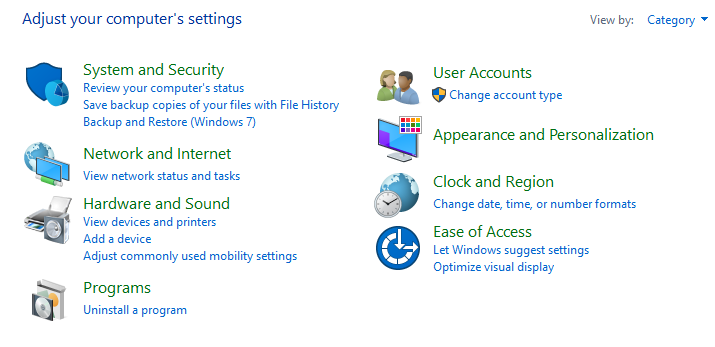 Adjust your computer's settings
View by: Category
System and Security
Review your computer's status
Save backup copies of your files with File History
Backup and Restore (Windows 7)
Network and Internet
View network status and tasks
Hardware and Sound
View devices and printers
Add a device
Adjust commonly used mobility settings
Programs
Uninstall a program
User Accounts
Change account type
Appearance and Personalization
Clock and Region
Change date, time, or number formats
Ease of Access
Let Windows suggest settings
Optimize visual display